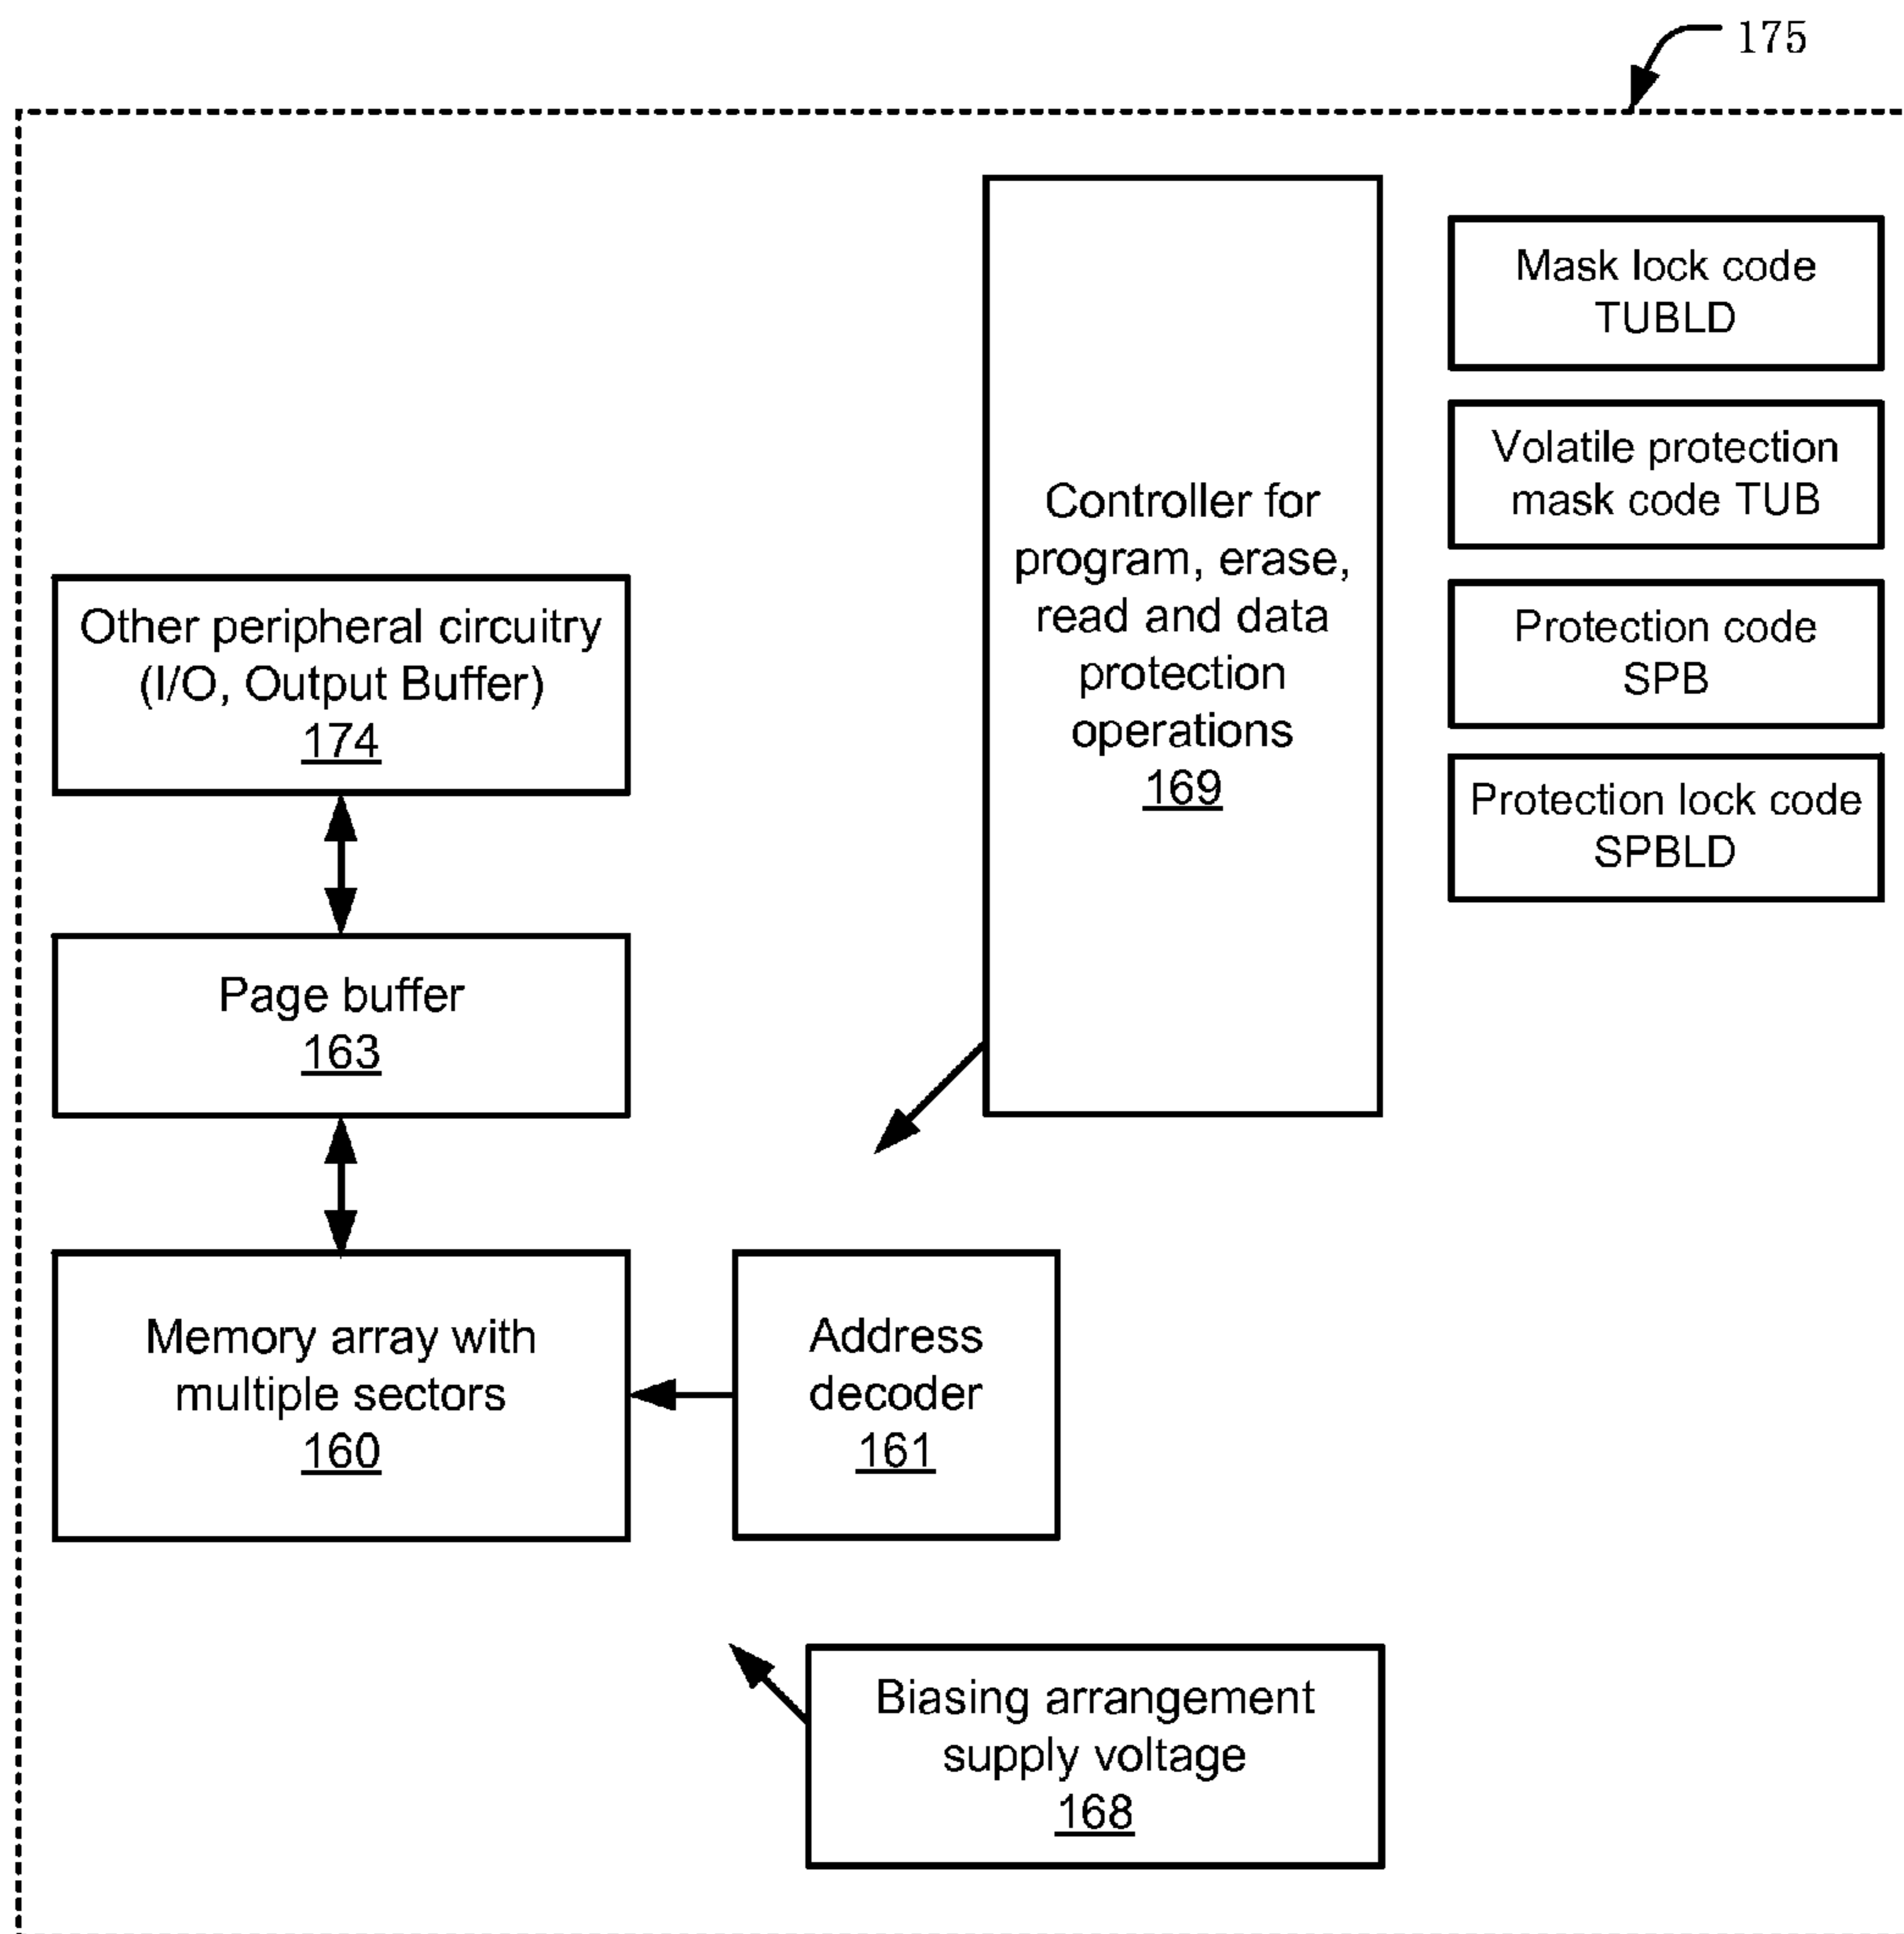 175
Mask lock code
TUBLD
Volatile protection
mask code TUB
Controller for
program, erase,
read and data
protection
operations
169
Protection code
SPB
Protection lock code
SPBLD
Other peripheral circuitry
(I/O, Output Buffer)
174
Page buffer
163
Memory array with
multiple sectors
160
Address
decoder
161
Biasing arrangement
supply voltage
168